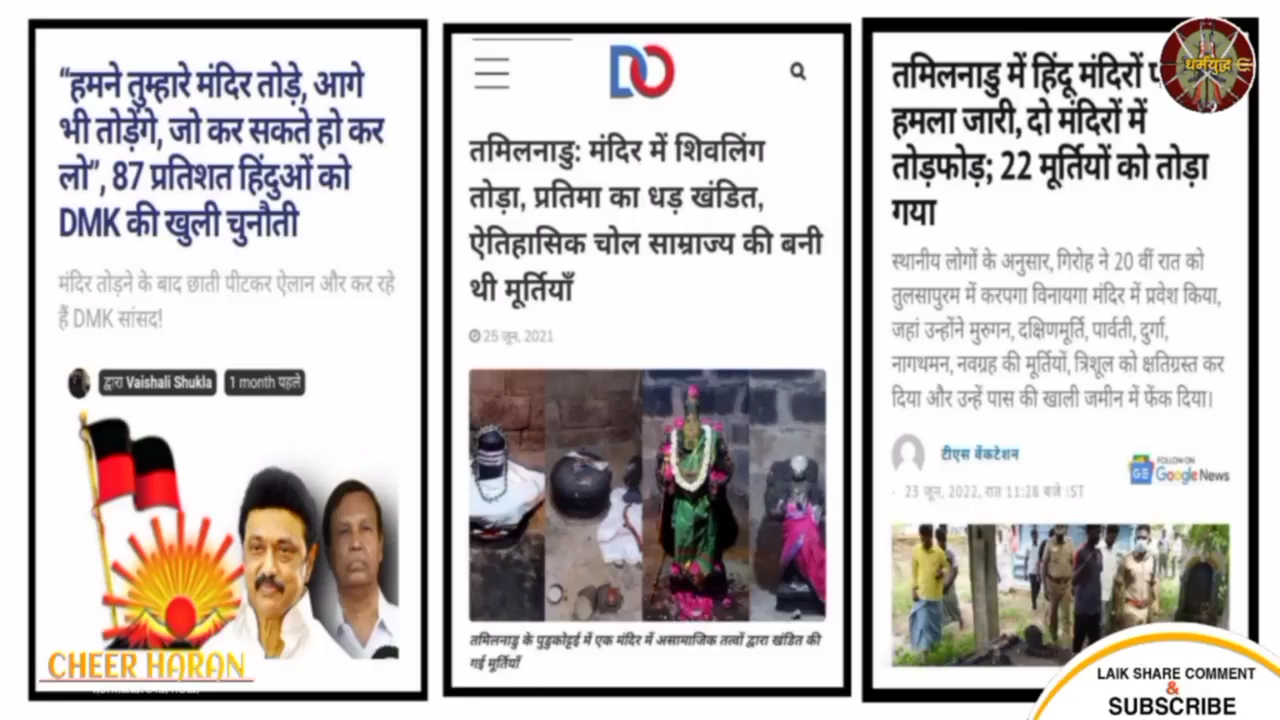 “हमने तुम्हारे मंदिर तोड़े, आगे
भी तोड़ेंगे, जो कर सकते हो कर
लो”, 87 प्रतिशत हिंदुओं को
DMK की खुली चुनौती
मंदिर तोड़ने के बाद छाती पीटकर ऐलान और कर रहे
हैं DMK सांसद!
द्वारा Vaishali Shukla
1 month पहले
CHEER HARAN
DO
तमिलनाडु: मंदिर में शिवलिंग
तोड़ा, प्रतिमा का धड़ खंडित,
ऐतिहासिक चोल साम्राज्य की बनी
थी मूर्तियाँ
25 जून, 2021
तमिलनाडु के पुडुकोट्टई में एक मंदिर में असामाजिक तत्वों द्वारा खंडित की
गई मूर्तियाँ
धर्मयुद्ध
तमिलनाडु में हिंदू मंदिरों
हमला जारी, दो मंदिरों में
तोड़फोड़; 22 मूर्तियों को तोड़ा
गया
स्थानीय लोगों के अनुसार, गिरोह ने 20 वीं रात को
तुलसापुरम में करपगा विनायगा मंदिर में प्रवेश किया,
जहां उन्होंने मुरुगन, दक्षिणमूर्ति, पार्वती, दुर्गा,
नागथमन, नवग्रह की मूर्तियों, त्रिशूल को क्षतिग्रस्त कर
दिया और उन्हें पास की खाली जमीन में फेंक दिया।
टीएस वेंकटेशन
FOLLOW ON
GE Google News
- 23 जून, 2022, रात 11:28 बजे IST
LAIK SHARE COMMENT
&
SUBSCRIBE